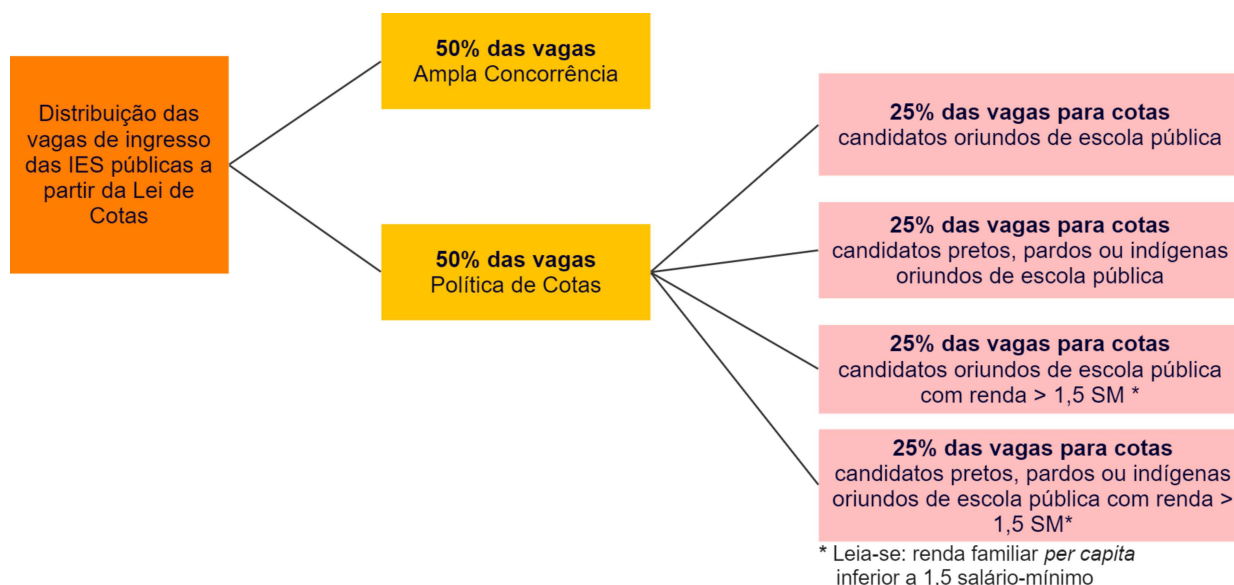 Distribuição das
vagas de ingresso
das IES públicas a
partir da Lei de
Cotas
50% das vagas
Ampla Concorrência
50% das vagas
Política de Cotas
25% das vagas para cotas
candidatos oriundos de escola pública
25% das vagas para cotas
candidatos pretos, pardos ou indígenas
oriundos de escola pública
25% das vagas para cotas
candidatos oriundos de escola pública
com renda > 1,5 SM *
25% das vagas para cotas
candidatos pretos, pardos ou indígenas
oriundos de escola pública com renda >
1,5 SM*
* Leia-se: renda familiar per capita
inferior a 1.5 salário-mínimo